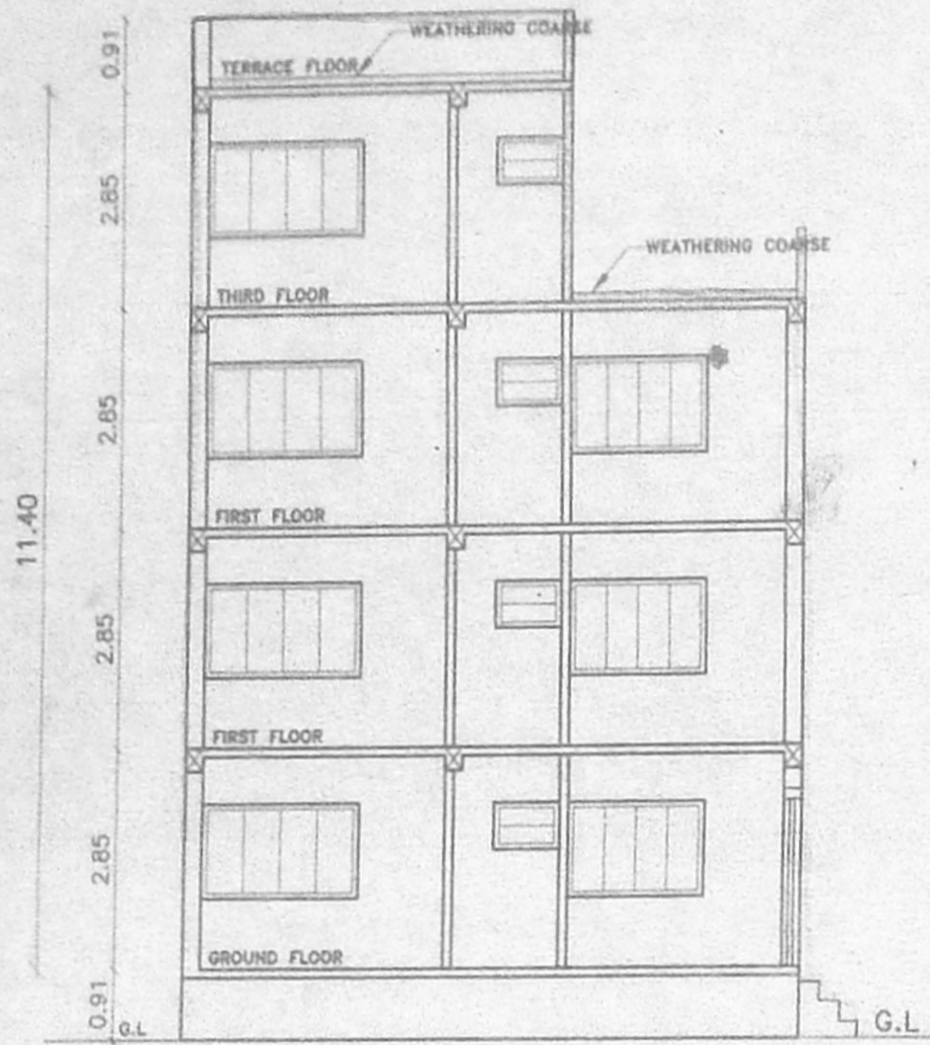 0.91
WEATHERING COARSE
TERRACE FLOOR
2.85
WEATHERING COARSE
THIRD FLOOR
2.85
11.40
FIRST FLOOR
2.85
FIRST FLOOR
2.85
GROUND FLOOR
0.91
G.L
G.L